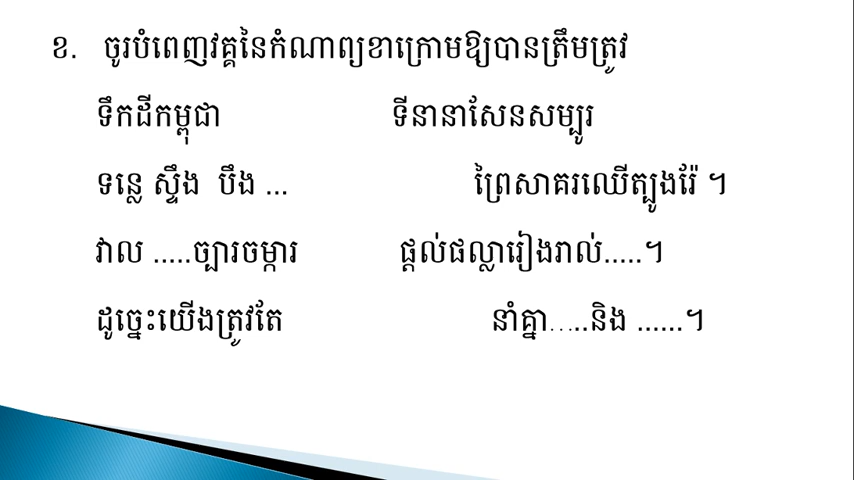 ខ. ចូរបំពេញវគ្គនៃកំណាព្យខាក្រោមឱ្យបានត្រឹមត្រូវ
ទឹកដីកម្ពុជា ទីនានាសែនសម្បូរ
ទន្លេ ស្ទឹង បឹង ... ព្រៃសាគរឈើត្បូងរ៉ែ ។
វាល .....ច្បារចម្ការ ផ្តល់ផល្លារៀងរាល់.....។
ដូច្នេះយើងត្រូវតែ នាំគ្នា…..និង ......។